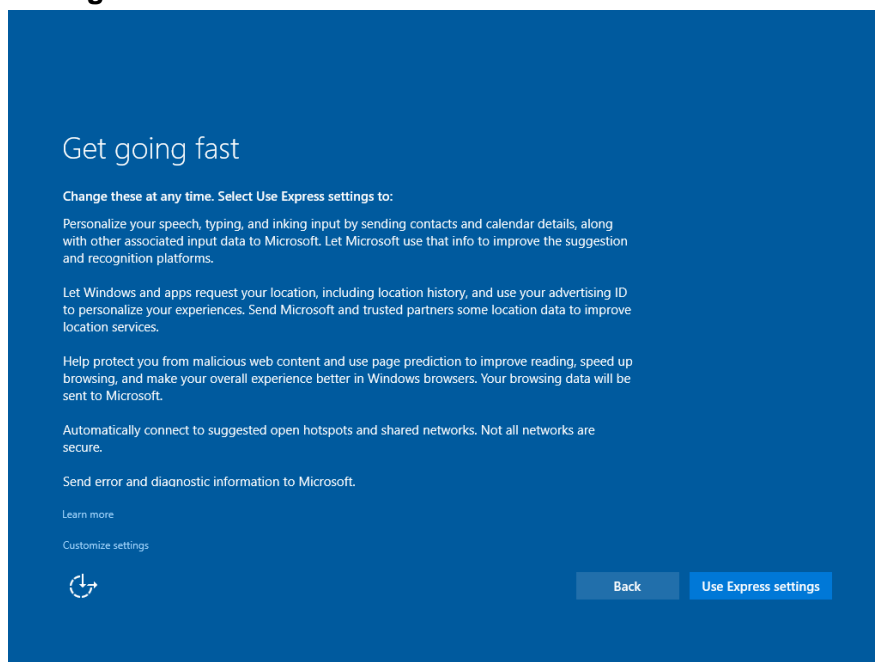 Get going fast
Change these at any time. Select Use Express settings to:
Personalize your speech, typing, and inking input by sending contacts and calendar details, along
with other associated input data to Microsoft. Let Microsoft use that info to improve the suggestion
and recognition platforms.
Let Windows and apps request your location, including location history, and use your advertising ID
to personalize your experiences. Send Microsoft and trusted partners some location data to improve
location services.
Help protect you from malicious web content and use page prediction to improve reading, speed up
browsing, and make your overall experience better in Windows browsers. Your browsing data will be
sent to Microsoft.
Automatically connect to suggested open hotspots and shared networks. Not all networks are
secure.
Send error and diagnostic information to Microsoft.
Learn more
Customize settings
Back
Use Express settings